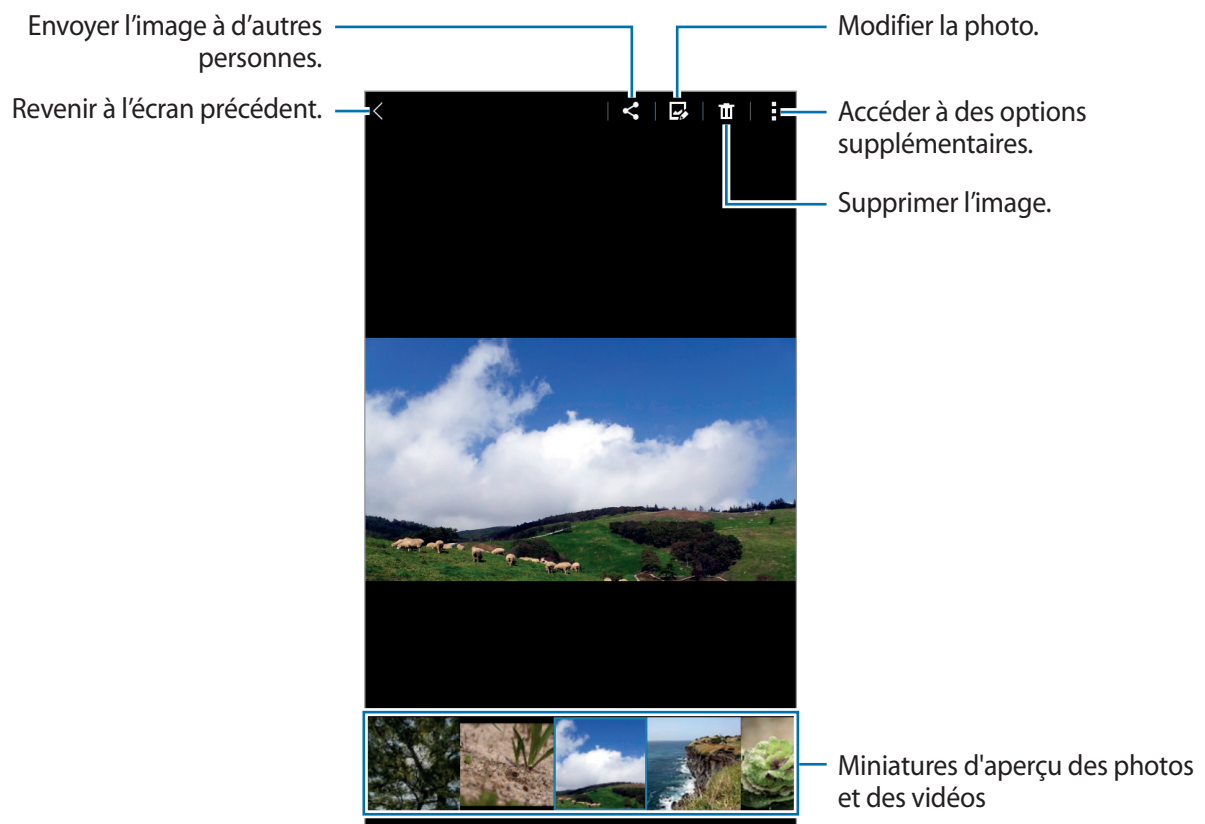 Envoyer l’image à d’autres
personnes.
Modifier la photo.
Revenir à l’écran précédent.
Accéder à des options
supplémentaires.
Supprimer l’image.
Miniatures d'aperçu des photos
et des vidéos